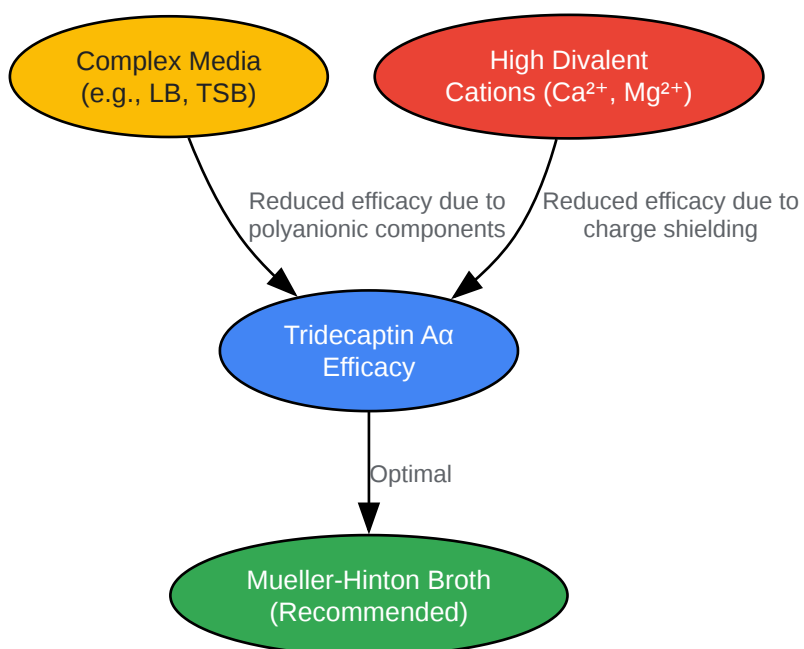 Complex Media
(e.g., LB, TSB)
High Divalent
Cations (Ca²⁺, Mg²⁺)
Reduced efficacy due to
polyanionic components
Reduced efficacy due to
charge shielding
Tridecaptin Aα
Efficacy
Optimal
Mueller-Hinton Broth
(Recommended)